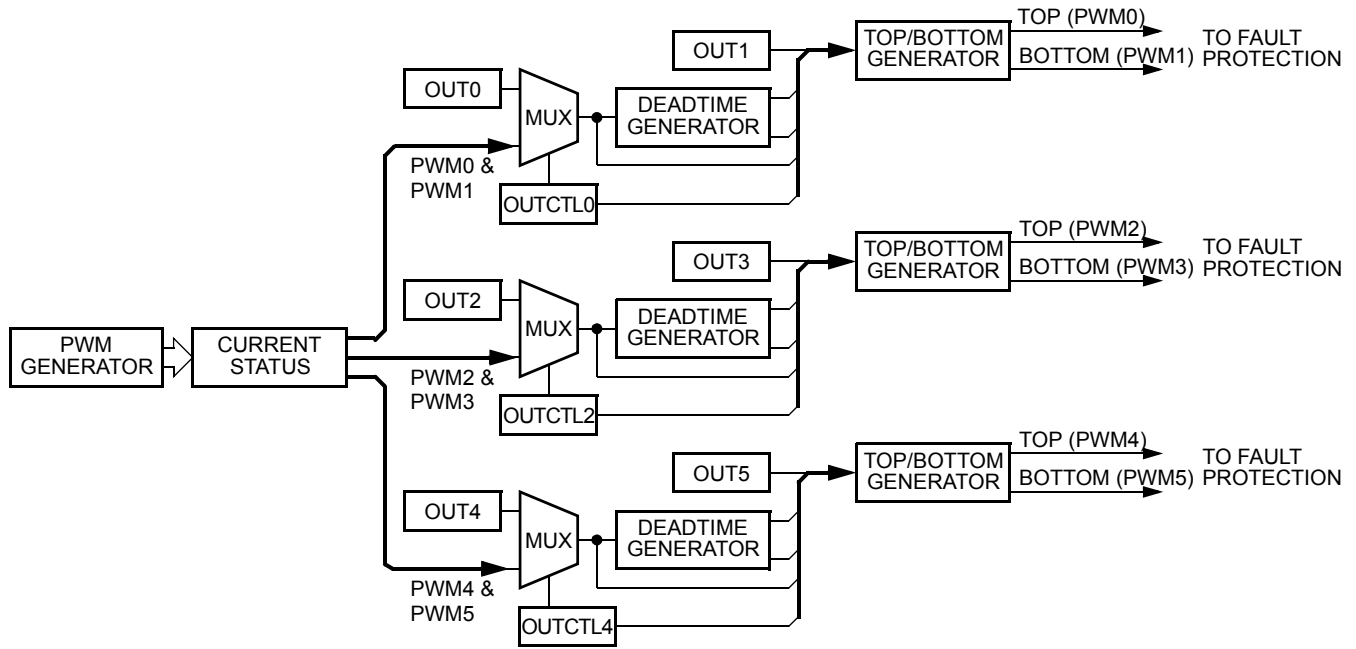 PWM
GENERATOR
CURRENT
STATUS
OUT0
PWM0 &
PWM1
MUX
OUTCTL0
DEADTIME
GENERATOR
OUT1
TOP/BOTTOM
GENERATOR
TOP (PWM0)
BOTTOM (PWM1)
TO FAULT
PROTECTION
OUT2
PWM2 &
PWM3
MUX
OUTCTL2
DEADTIME
GENERATOR
OUT3
TOP/BOTTOM
GENERATOR
TOP (PWM2)
BOTTOM (PWM3)
TO FAULT
PROTECTION
OUT4
PWM4 &
PWM5
MUX
OUTCTL4
DEADTIME
GENERATOR
OUT5
TOP/BOTTOM
GENERATOR
TOP (PWM4)
BOTTOM (PWM5)
TO FAULT
PROTECTION